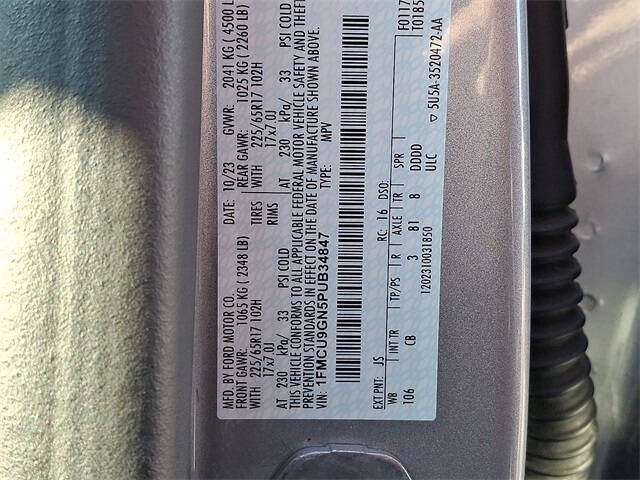 MFD. BY FORD MOTOR CO. DATE: 10/23 GVWR: 2041 KG ( 4500 L
FRONT GAWR: 1065 KG ( 2348 LB) REAR GAWR: 1025 KG ( 2260 LB)
WITH 225/65R17 102H TIRES WITH 225/65R17 102H
17x7.0J RIMS 17x7.0J
AT 230 kPa/ 33 PSI COLD AT 230 kPa/ 33 PSI COLD
THIS VEHICLE CONFORMS TO ALL APPLICABLE FEDERAL MOTOR VEHICLE SAFETY AND THEFT
PREVENTION STANDARDS IN EFFECT ON THE DATE OF MANUFACTURE SHOWN ABOVE.
VIN: 1FMCU9GN5PUB34847 TYPE: MPV
F0117
T0185
EXT PNT: JS RC: 16 DSO:
WB INT TR TP/PS R AXLE TR SPR
106 CB 3 81 8 DDDD
1202310031850 ULC
5U5A-3520472-AA